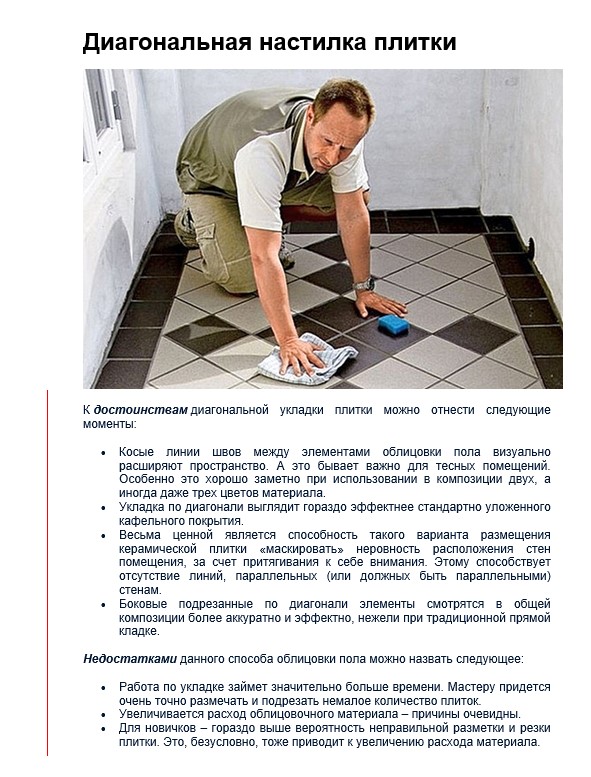 Диагональная настилка плитки
К достоинствам диагональной укладки плитки можно отнести следующие
моменты:
• Косые линии швов между элементами облицовки пола визуально
расширяют пространство. А это бывает важно для тесных помещений.
Особенно это хорошо заметно при использовании в композиции двух, а
иногда даже трех цветов материала.
• Укладка по диагонали выглядит гораздо эффектнее стандартно уложенного
кафельного покрытия.
• Весьма ценной является способность такого варианта размещения
керамической плитки «маскировать» неровность расположения стен
помещения, за счет притягивания к себе внимания. Этому способствует
отсутствие линий, параллельных (или должных быть параллельными)
стенам.
• Боковые подрезанные по диагонали элементы смотрятся в общей
композиции более аккуратно и эффектно, нежели при традиционной прямой
кладке.
Недостатками данного способа облицовки пола можно назвать следующее:
• Работа по укладке займет значительно больше времени. Мастеру придется
очень точно размечать и подрезать немалое количество плиток.
• Увеличивается расход облицовочного материала – причины очевидны.
• Для новичков – гораздо выше вероятность неправильной разметки и резки
плитки. Это, безусловно, тоже приводит к увеличению расхода материала.